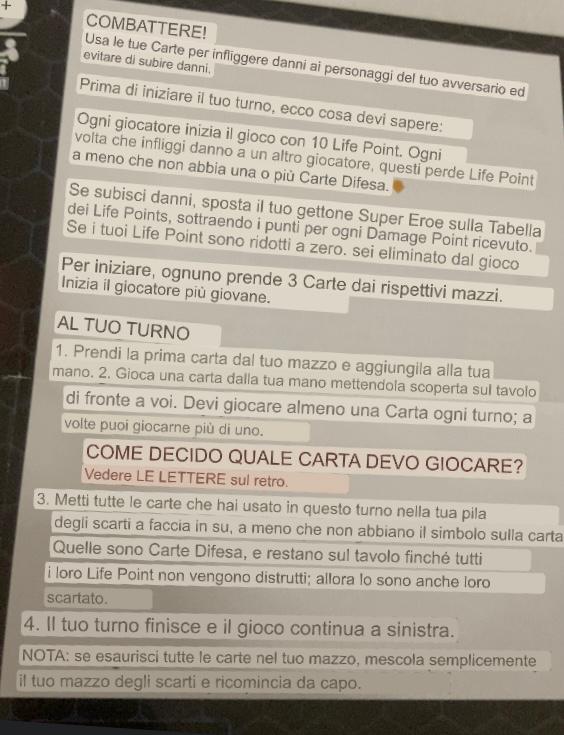 COMBATTERE!
Usa le tue Carte per infliggere danni ai personaggi del tuo avversario ed
evitare di subire danni.
Prima di iniziare il tuo turno, ecco cosa devi sapere:
Ogni giocatore inizia il gioco con 10 Life Point. Ogni
volta che infliggi danno a un altro giocatore, questi perde Life Point
a meno che non abbia una o più Carte Difesa.
Se subisci danni, sposta il tuo gettone Super Eroe sulla Tabella
dei Life Points, sottraendo i punti per ogni Damage Point ricevuto.
Se i tuoi Life Point sono ridotti a zero. sei eliminato dal gioco
Per iniziare, ognuno prende 3 Carte dai rispettivi mazzi.
Inizia il giocatore più giovane.
AL TUO TURNO
1. Prendi la prima carta dal tuo mazzo e aggiungila alla tua
mano. 2. Gioca una carta dalla tua mano mettendola scoperta sul tavolo
di fronte a voi. Devi giocare almeno una Carta ogni turno; a
volte puoi giocarne più di uno.
COME DECIDO QUALE CARTA DEVO GIOCARE?
Vedere LE LETTERE sul retro.
3. Metti tutte le carte che hai usato in questo turno nella tua pila
degli scarti a faccia in su, a meno che non abbiano il simbolo sulla carta
Quelle sono Carte Difesa, e restano sul tavolo finché tutti
i loro Life Point non vengono distrutti; allora lo sono anche loro
scartato.
4. Il tuo turno finisce e il gioco continua a sinistra.
NOTA: se esaurisci tutte le carte nel tuo mazzo, mescola semplicemente
il tuo mazzo degli scarti e ricomincia da capo.